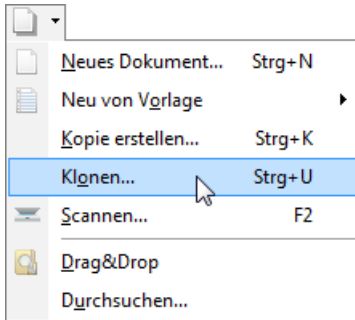 Neues Dokument... Strg+N
Neu von Vorlage
Kopie erstellen... Strg+K
Klonen... Strg+U
Scannen... F2
Drag&Drop
Durchsuchen...